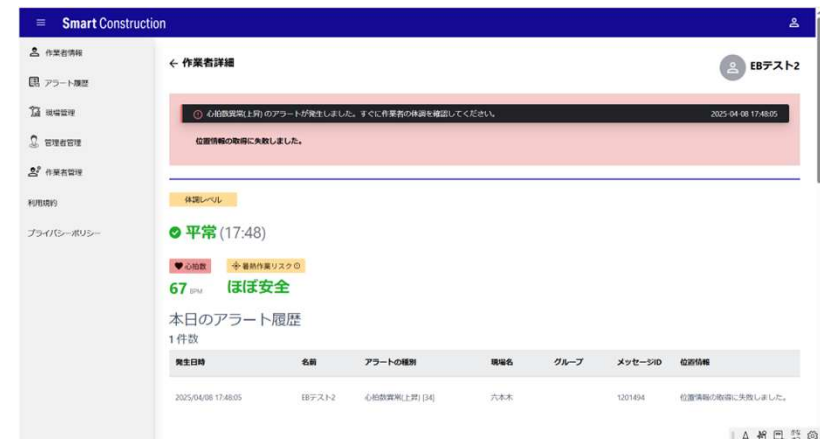 Smart Construction
作業者情報
アラート履歴
現場管理
管理者管理
作業者管理
利用規約
プライバシーポリシー
← 作業者詳細
EBテスト2
心拍数異常(上昇) のアラートが発生しました。すぐに作業者の体調を確認してください。 2025-04-08 17:48:05
位置情報の取得に失敗しました。
体調レベル
平常 (17:48)
心拍数 暑熱作業リスク
67 BPM ほぼ安全
本日のアラート履歴
1 件数
発生日時 名前 アラートの種別 現場名 グループ メッセージID 位置情報
2025/04/08 17:48:05 EBテスト2 心拍数異常(上昇) [34] 六本木 1201494 位置情報の取得に失敗しました。
A